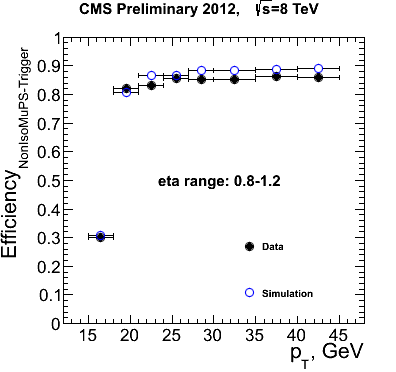 CMS Preliminary 2012, √s=8 TeV
Efficiency NonIsoMuPS-Trigger
1
0.9
0.8
0.7
0.6
0.5
0.4
0.3
0.2
0.1
0
eta range: 0.8-1.2
Data
Simulation
15 20 25 30 35 40 45
pT, GeV